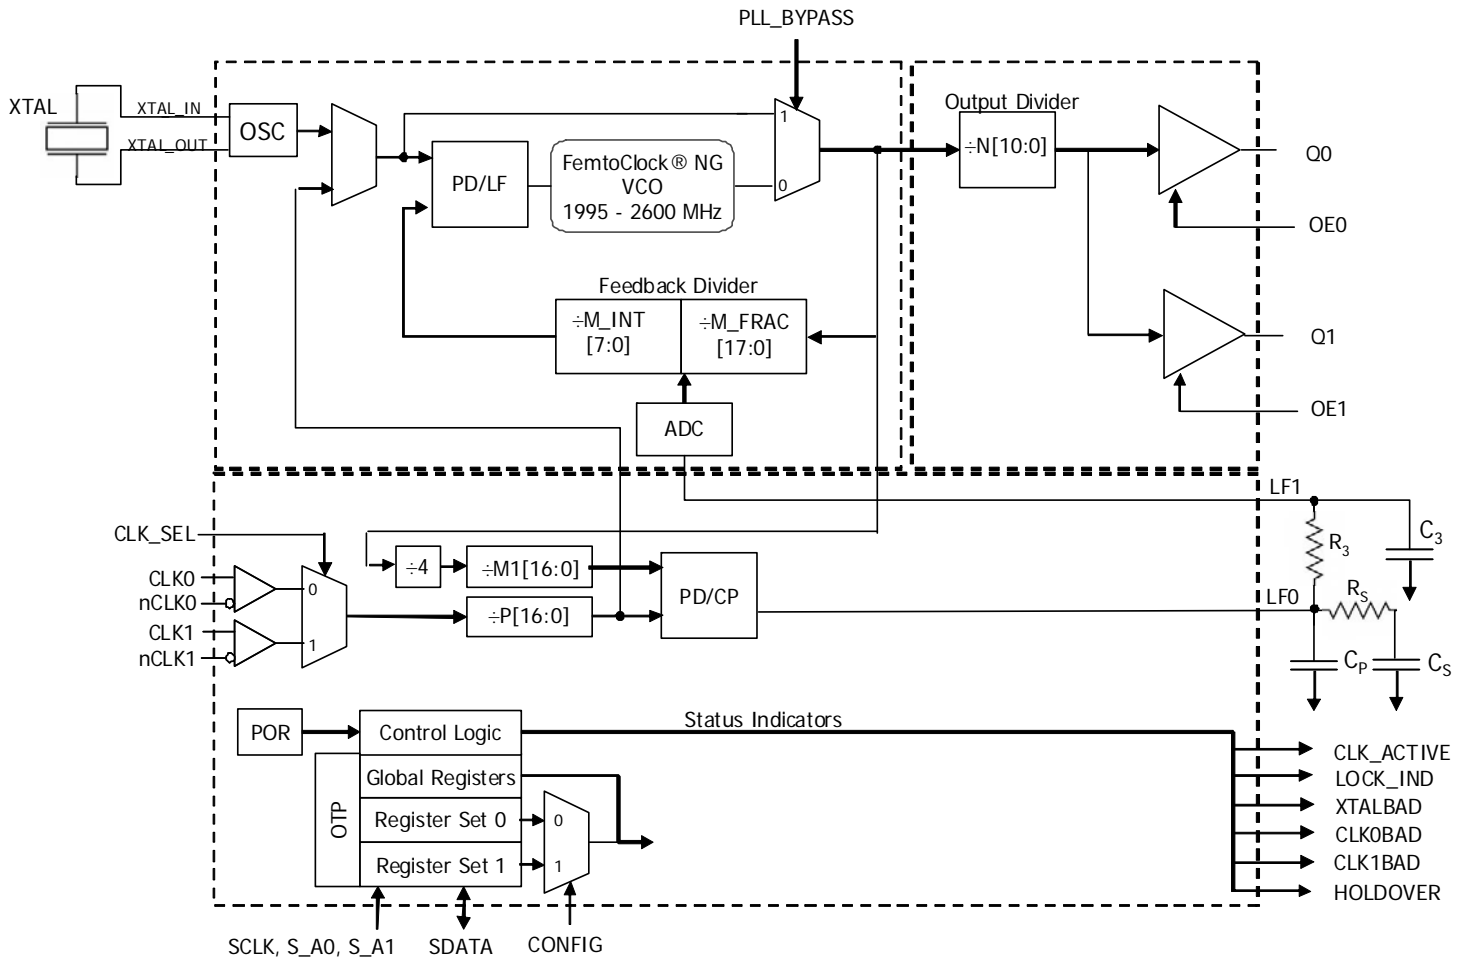 PLL_BYPASS
XTAL
XTAL_IN
XTAL_OUT
OSC
PD/LF
FemtoClock® NG
VCO
1995 - 2600 MHz
1
0
Output Divider
÷N[10:0]
Q0
OE0
Q1
OE1
Feedback Divider
÷M_INT
[7:0]
÷M_FRAC
[17:0]
ADC
LF1
R3
C3
LF0
RS
CP
CS
CLK_SEL
CLK0
nCLK0
CLK1
nCLK1
0
1
÷4
÷M1[16:0]
÷P[16:0]
PD/CP
POR
Control Logic
Global Registers
OTP
Register Set 0
Register Set 1
0
1
Status Indicators
CLK_ACTIVE
LOCK_IND
XTALBAD
CLK0BAD
CLK1BAD
HOLDOVER
SCLK, S_A0, S_A1
SDATA
CONFIG